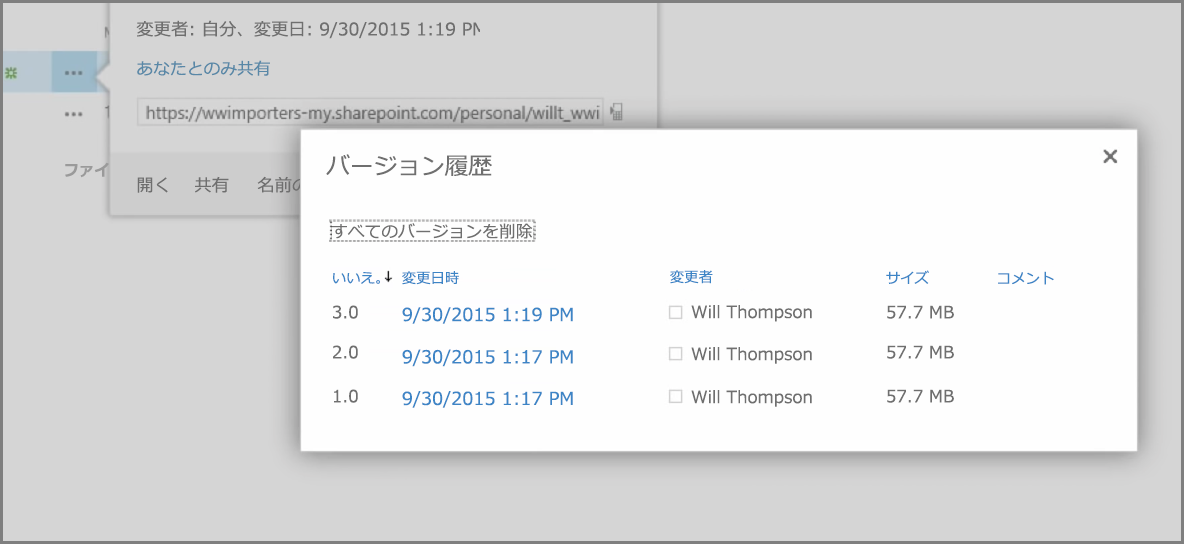 変更者: 自分、変更日: 9/30/2015 1:19 PM
あなたとのみ共有
https://wwimporters-my.sharepoint.com/personal/willt_wwi
ファイ
開く 共有 名前の
バージョン履歴
すべてのバージョンを削除
いいえ。↓ 変更日時 変更者 サイズ コメント
3.0 9/30/2015 1:19 PM Will Thompson 57.7 MB
2.0 9/30/2015 1:17 PM Will Thompson 57.7 MB
1.0 9/30/2015 1:17 PM Will Thompson 57.7 MB